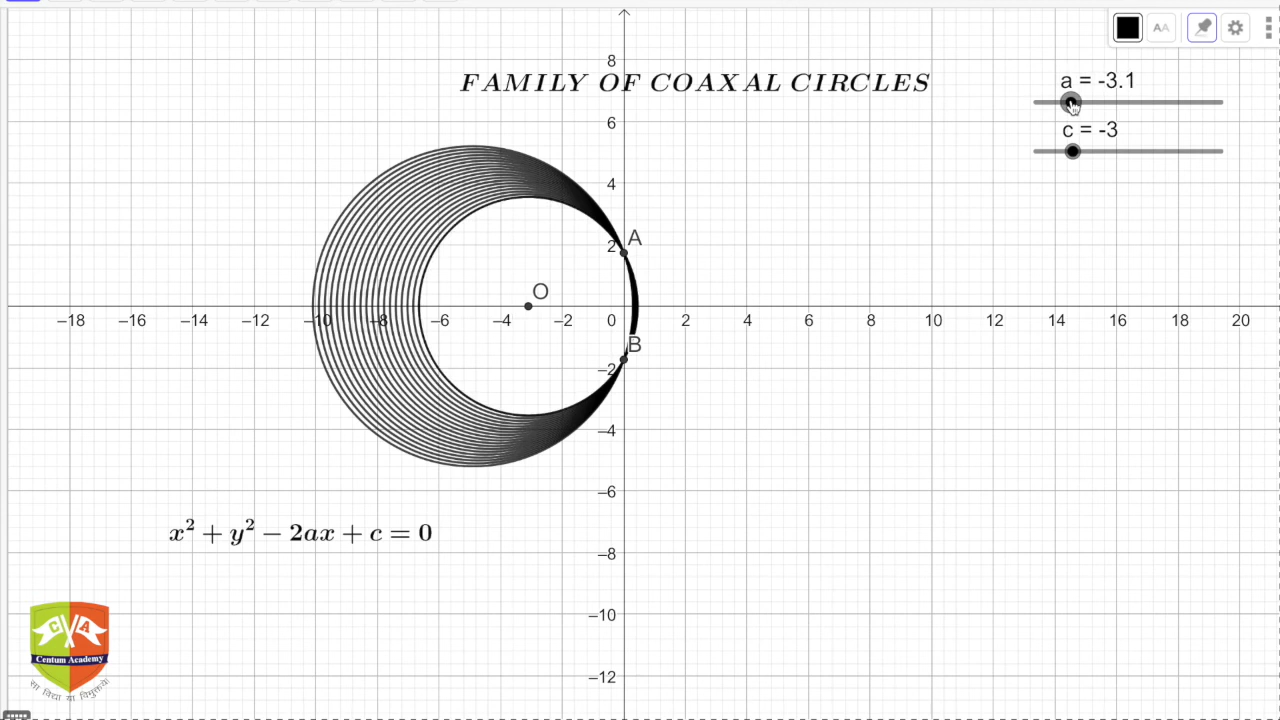 FAMILY OF COAXAL CIRCLES
AA
a = -3.1
c = -3
8
6
4
2
A
O
–18 –16 –14 –12 –10 –8 –6 –4 –2 0 2 4 6 8 10 12 14 16 18 20
B
–2
–4
–6
–8
–10
–12
x² + y² − 2ax + c = 0
C A
Centum Academy
सा विद्या या विमुक्तये